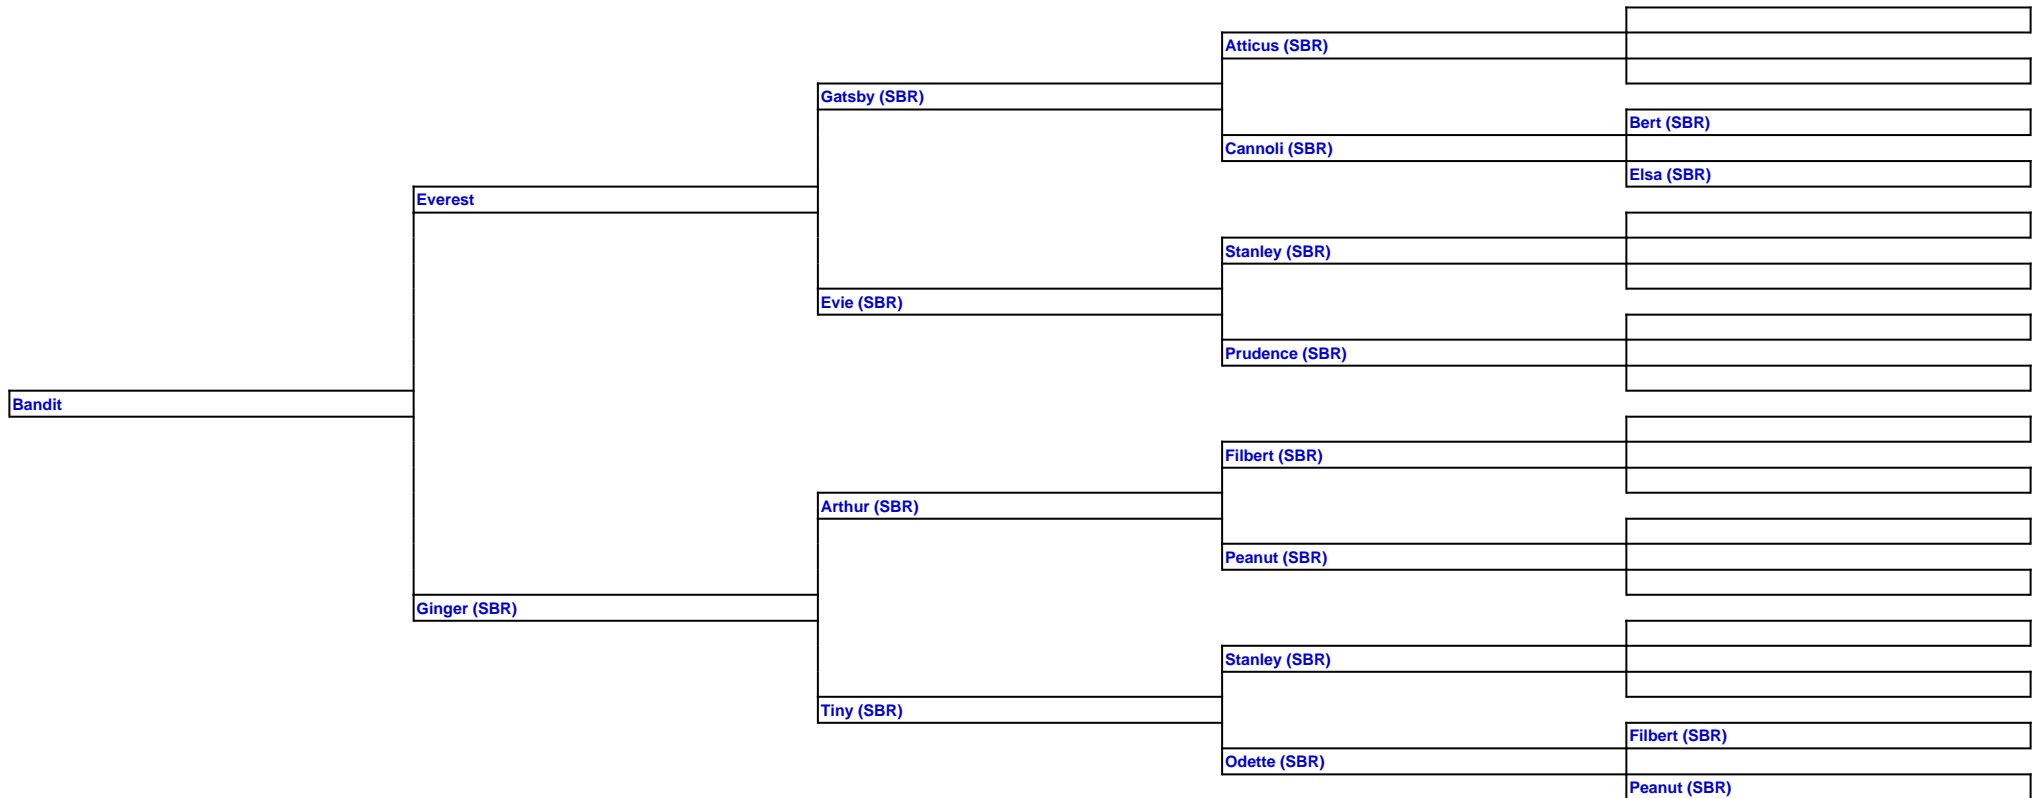 Atticus (SBR)
Gatsby (SBR)
Bert (SBR)
Cannoli (SBR)
Elsa (SBR)
Everest
Stanley (SBR)
Evie (SBR)
Prudence (SBR)
Bandit
Filbert (SBR)
Arthur (SBR)
Peanut (SBR)
Ginger (SBR)
Stanley (SBR)
Tiny (SBR)
Filbert (SBR)
Odette (SBR)
Peanut (SBR)